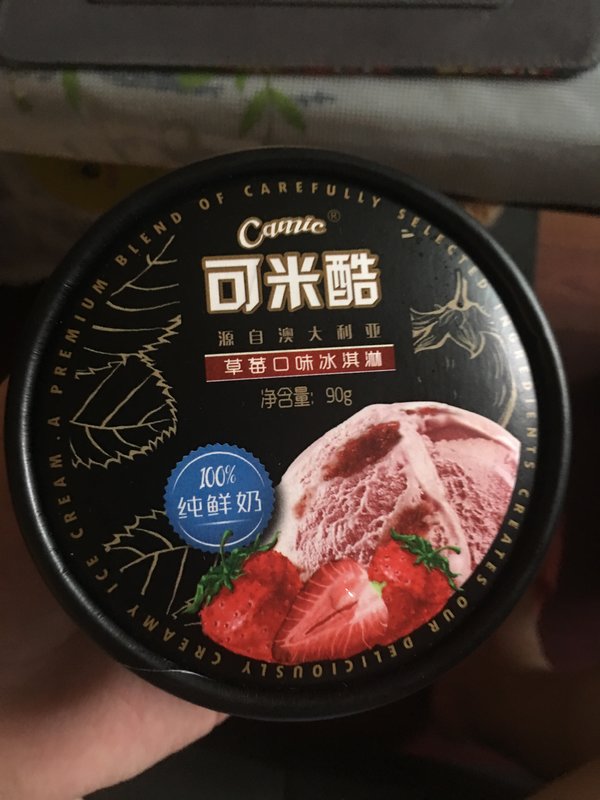 Camic®
可米酷
源自澳大利亚
草莓口味冰淇淋
净含量: 90g
100%
纯鲜奶
A PREMIUM BLEND OF CAREFULLY SELECTED INGREDIENTS CREATES OUR DELICIOUSLY CREAMY ICE CREAM.